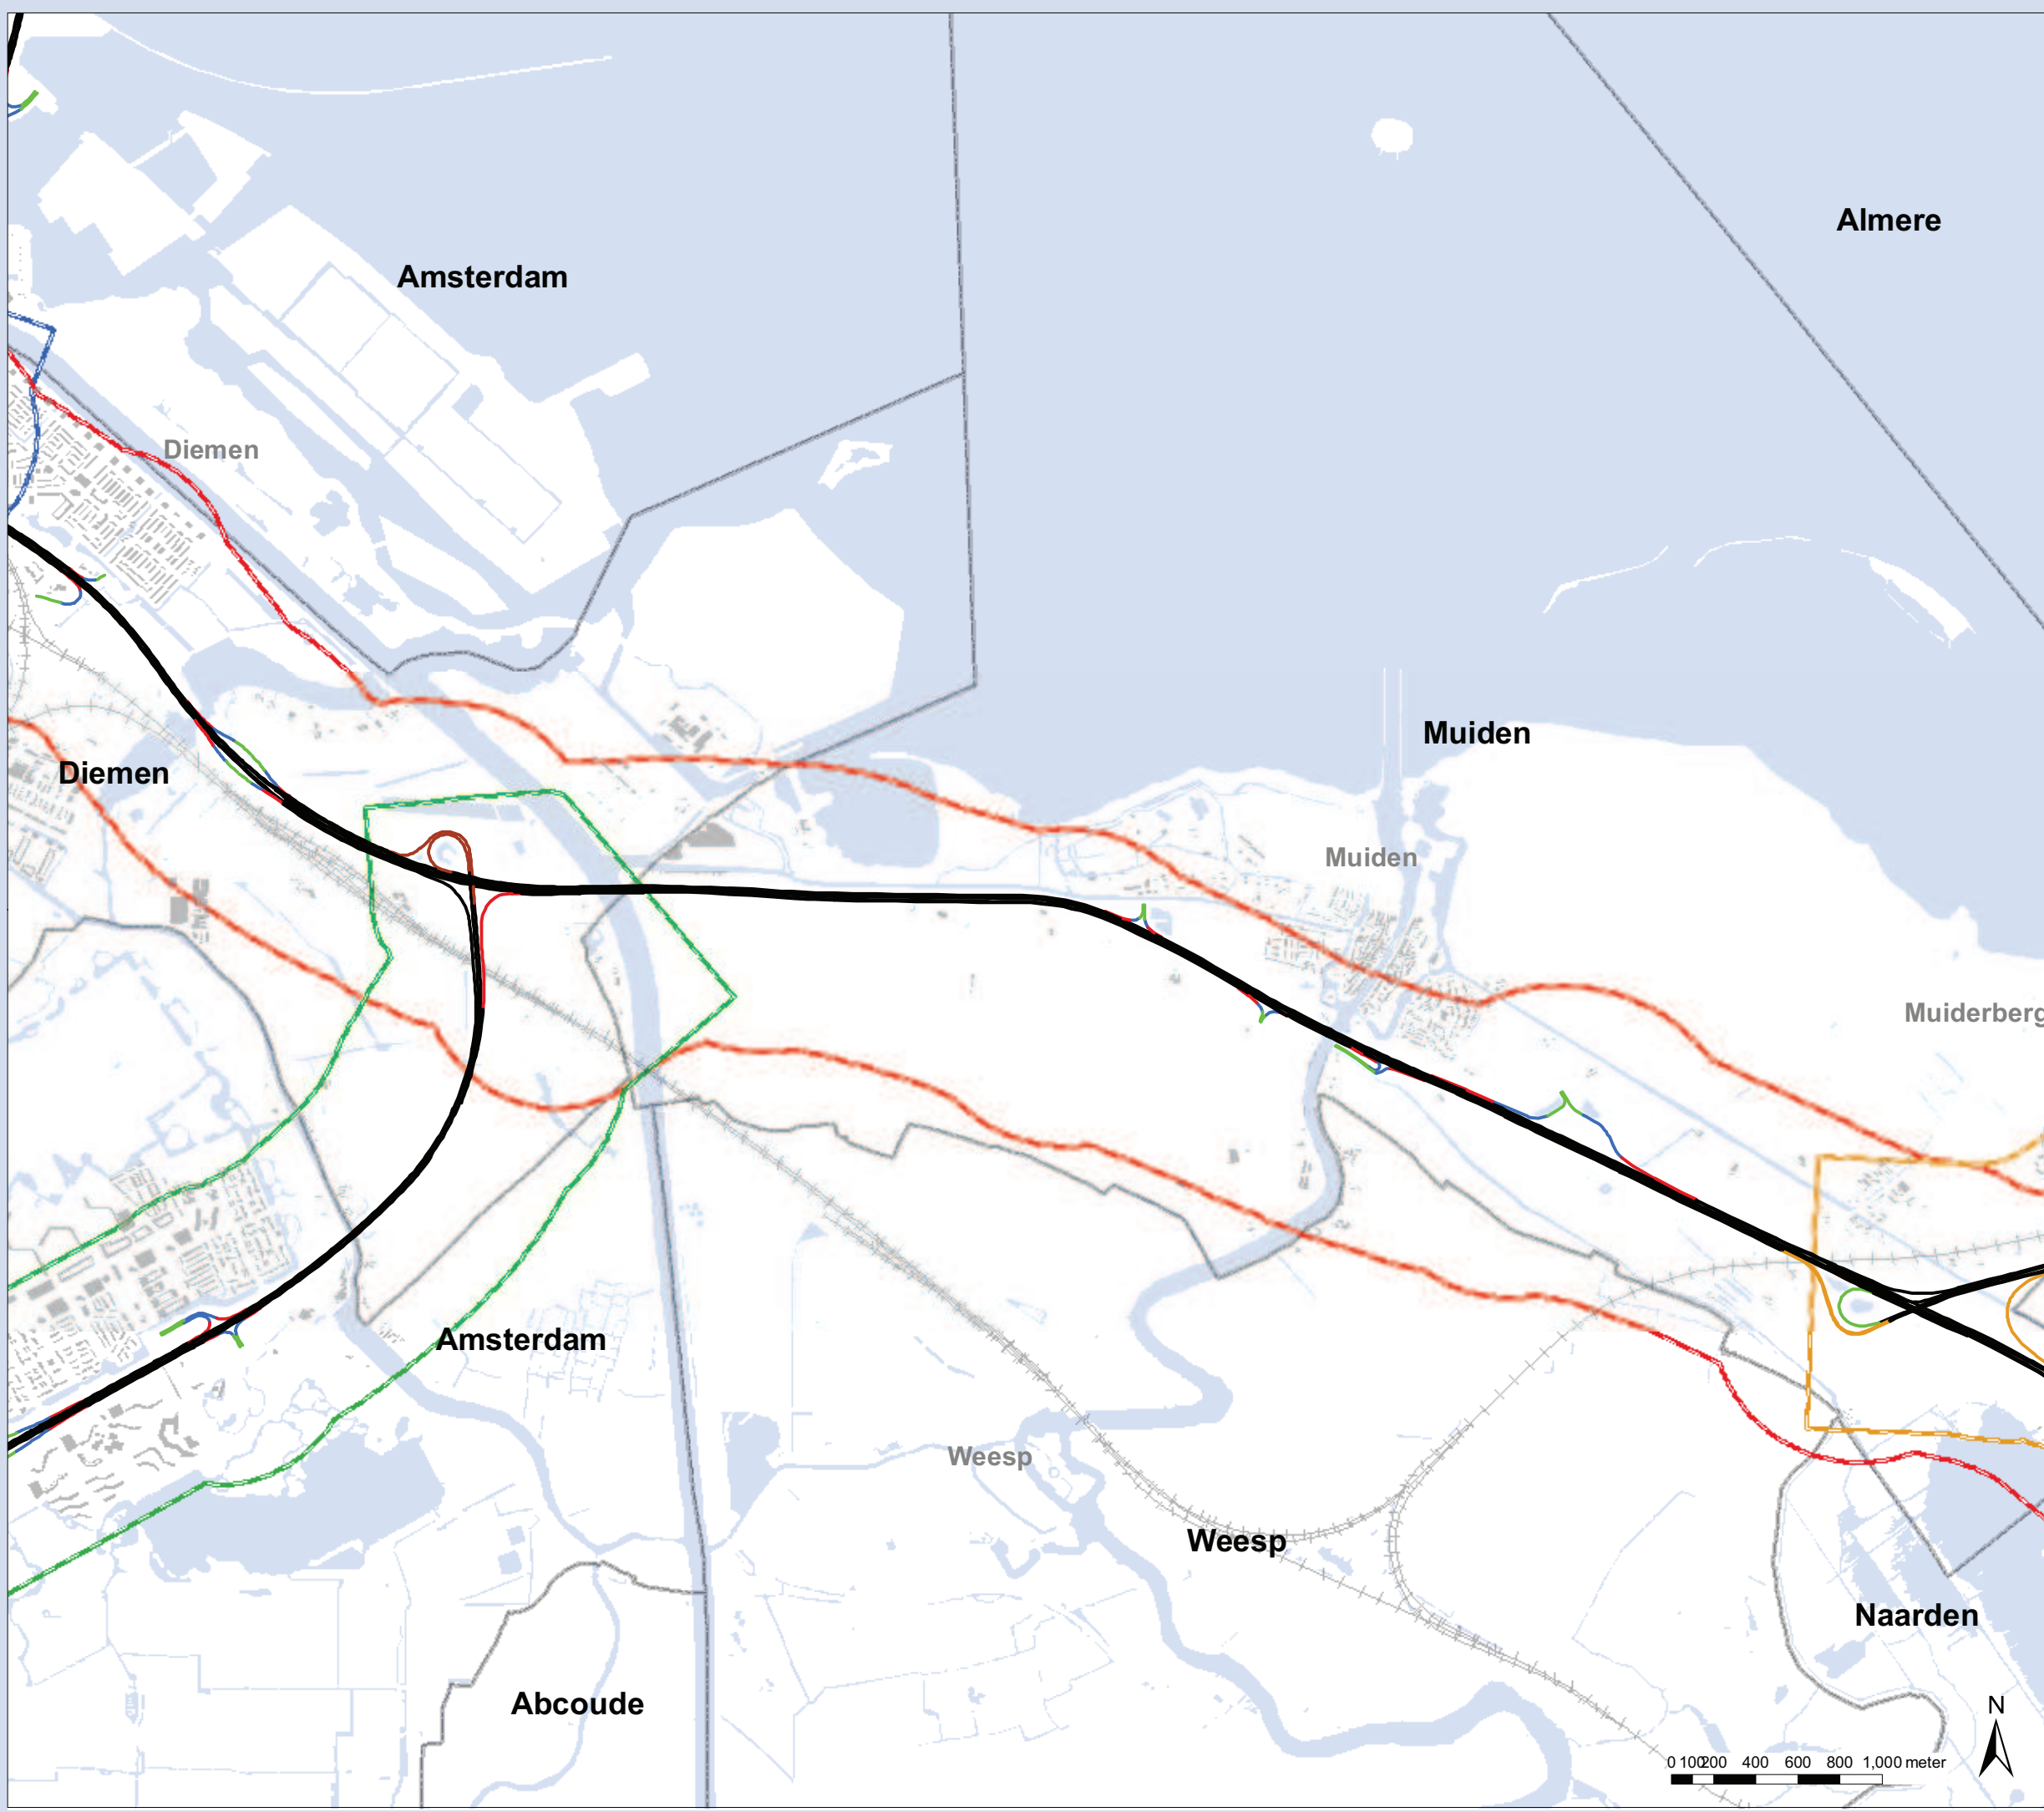 Almere
Amsterdam
Diemen
Muiden
Diemen
Muiden
Muiderberg
Amsterdam
Weesp
Weesp
Naarden
Abcoude
N
0 100 200 400 600 800 1,000 meter